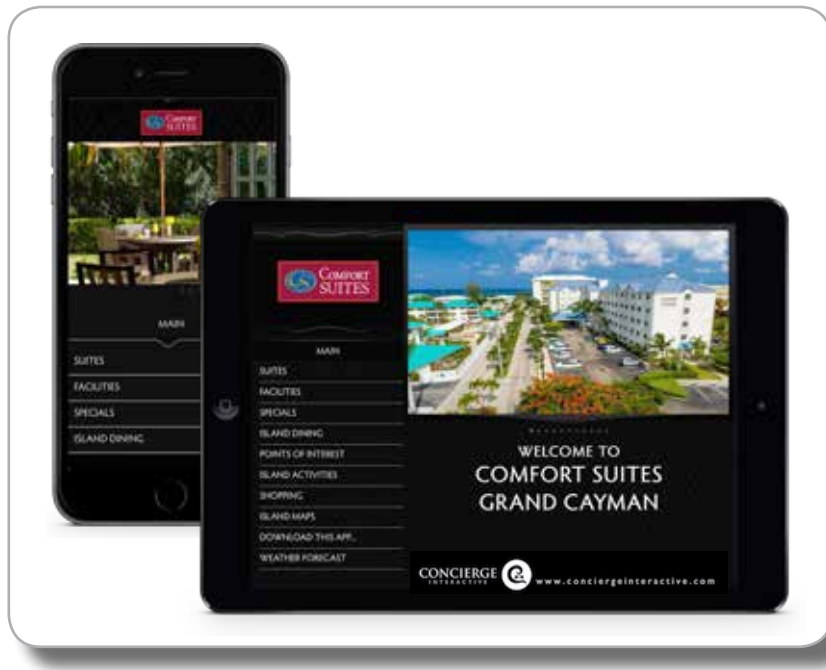 COMFORT
SUITES
MAIN
SUITES
FACILITIES
SPECIALS
ISLAND DINING
COMFORT
SUITES
MAIN
SUITES
FACILITIES
SPECIALS
ISLAND DINING
POINTS OF INTEREST
ISLAND ACTIVITIES
SHOPPING
ISLAND MAPS
DOWNLOAD THIS APP...
WEATHER FORECAST
WELCOME TO
COMFORT SUITES
GRAND CAYMAN
CONCIERGE
INTERACTIVE
www.conciergeinteractive.com